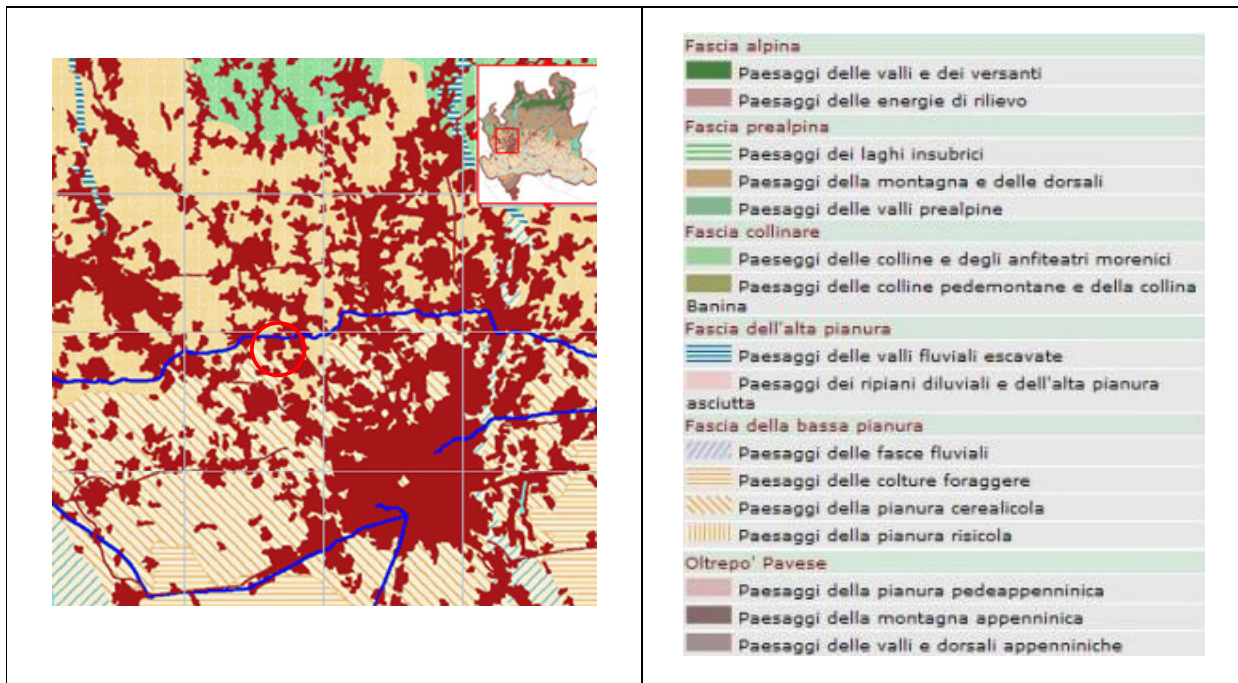 Fascia alpina
Paesaggi delle valli e dei versanti
Paesaggi delle energie di rilievo
Fascia prealpina
Paesaggi dei laghi insubrici
Paesaggi della montagna e delle dorsali
Paesaggi delle valli prealpine
Fascia collinare
Paeseggi delle colline e degli anfiteatri morenici
Paesaggi delle colline pedemontane e della collina
Banina
Fascia dell'alta pianura
Paesaggi delle valli fluviali escavate
Paesaggi dei ripiani diluviali e dell'alta pianura
asciutta
Fascia della bassa pianura
Paesaggi delle fasce fluviali
Paesaggi delle colture foraggere
Paesaggi della pianura cerealicola
Paesaggi della pianura risicola
Oltrepo' Pavese
Paesaggi della pianura pedeappenninica
Paesaggi della montagna appenninica
Paesaggi delle valli e dorsali appenniniche